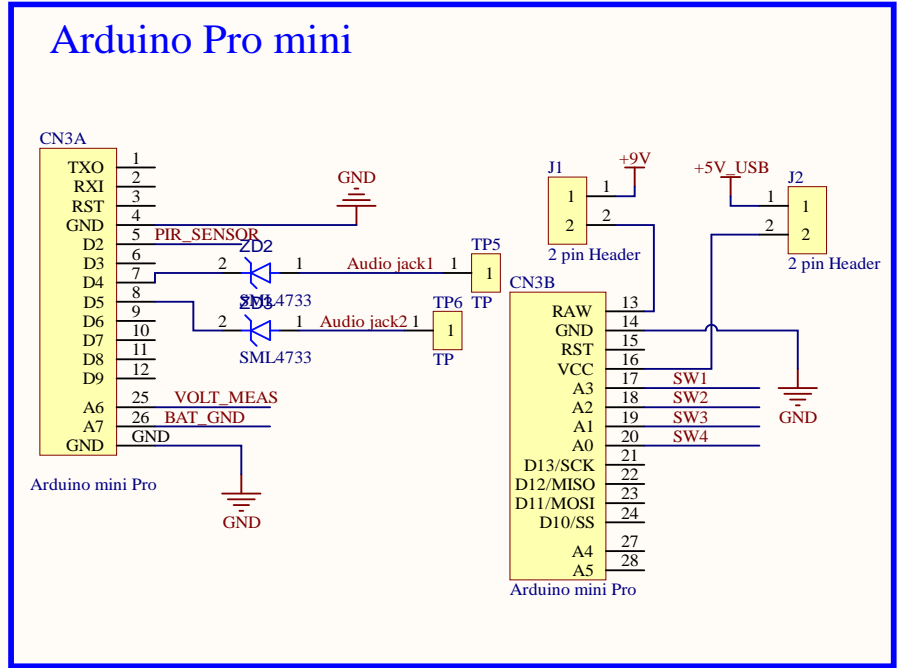 Arduino Pro mini
CN3A
TXO 1
RXI 2
RST 3
GND 4
D2 5 PIR_SENSOR
D3 6
D4 7
D5 8
D6 9
D7 10
D8 11
D9 12
A6 25 VOLT_MEAS
A7 26 BAT_GND
GND GND
Arduino mini Pro
GND
GND
ZD2
2 1 Audio jack1 1
SML4733
TP5
1
TP
ZD3
2 1 Audio jack2 1
SML4733
TP6
1
TP
J1
+9V
1 1
2 2
2 pin Header
+5V_USB
J2
1 1
2 2
2 pin Header
CN3B
RAW 13
GND 14
RST 15
VCC 16
A3 17 SW1
A2 18 SW2
A1 19 SW3
A0 20 SW4
D13/SCK 21
D12/MISO 22
D11/MOSI 23
D10/SS 24
A4 27
A5 28
Arduino mini Pro
GND